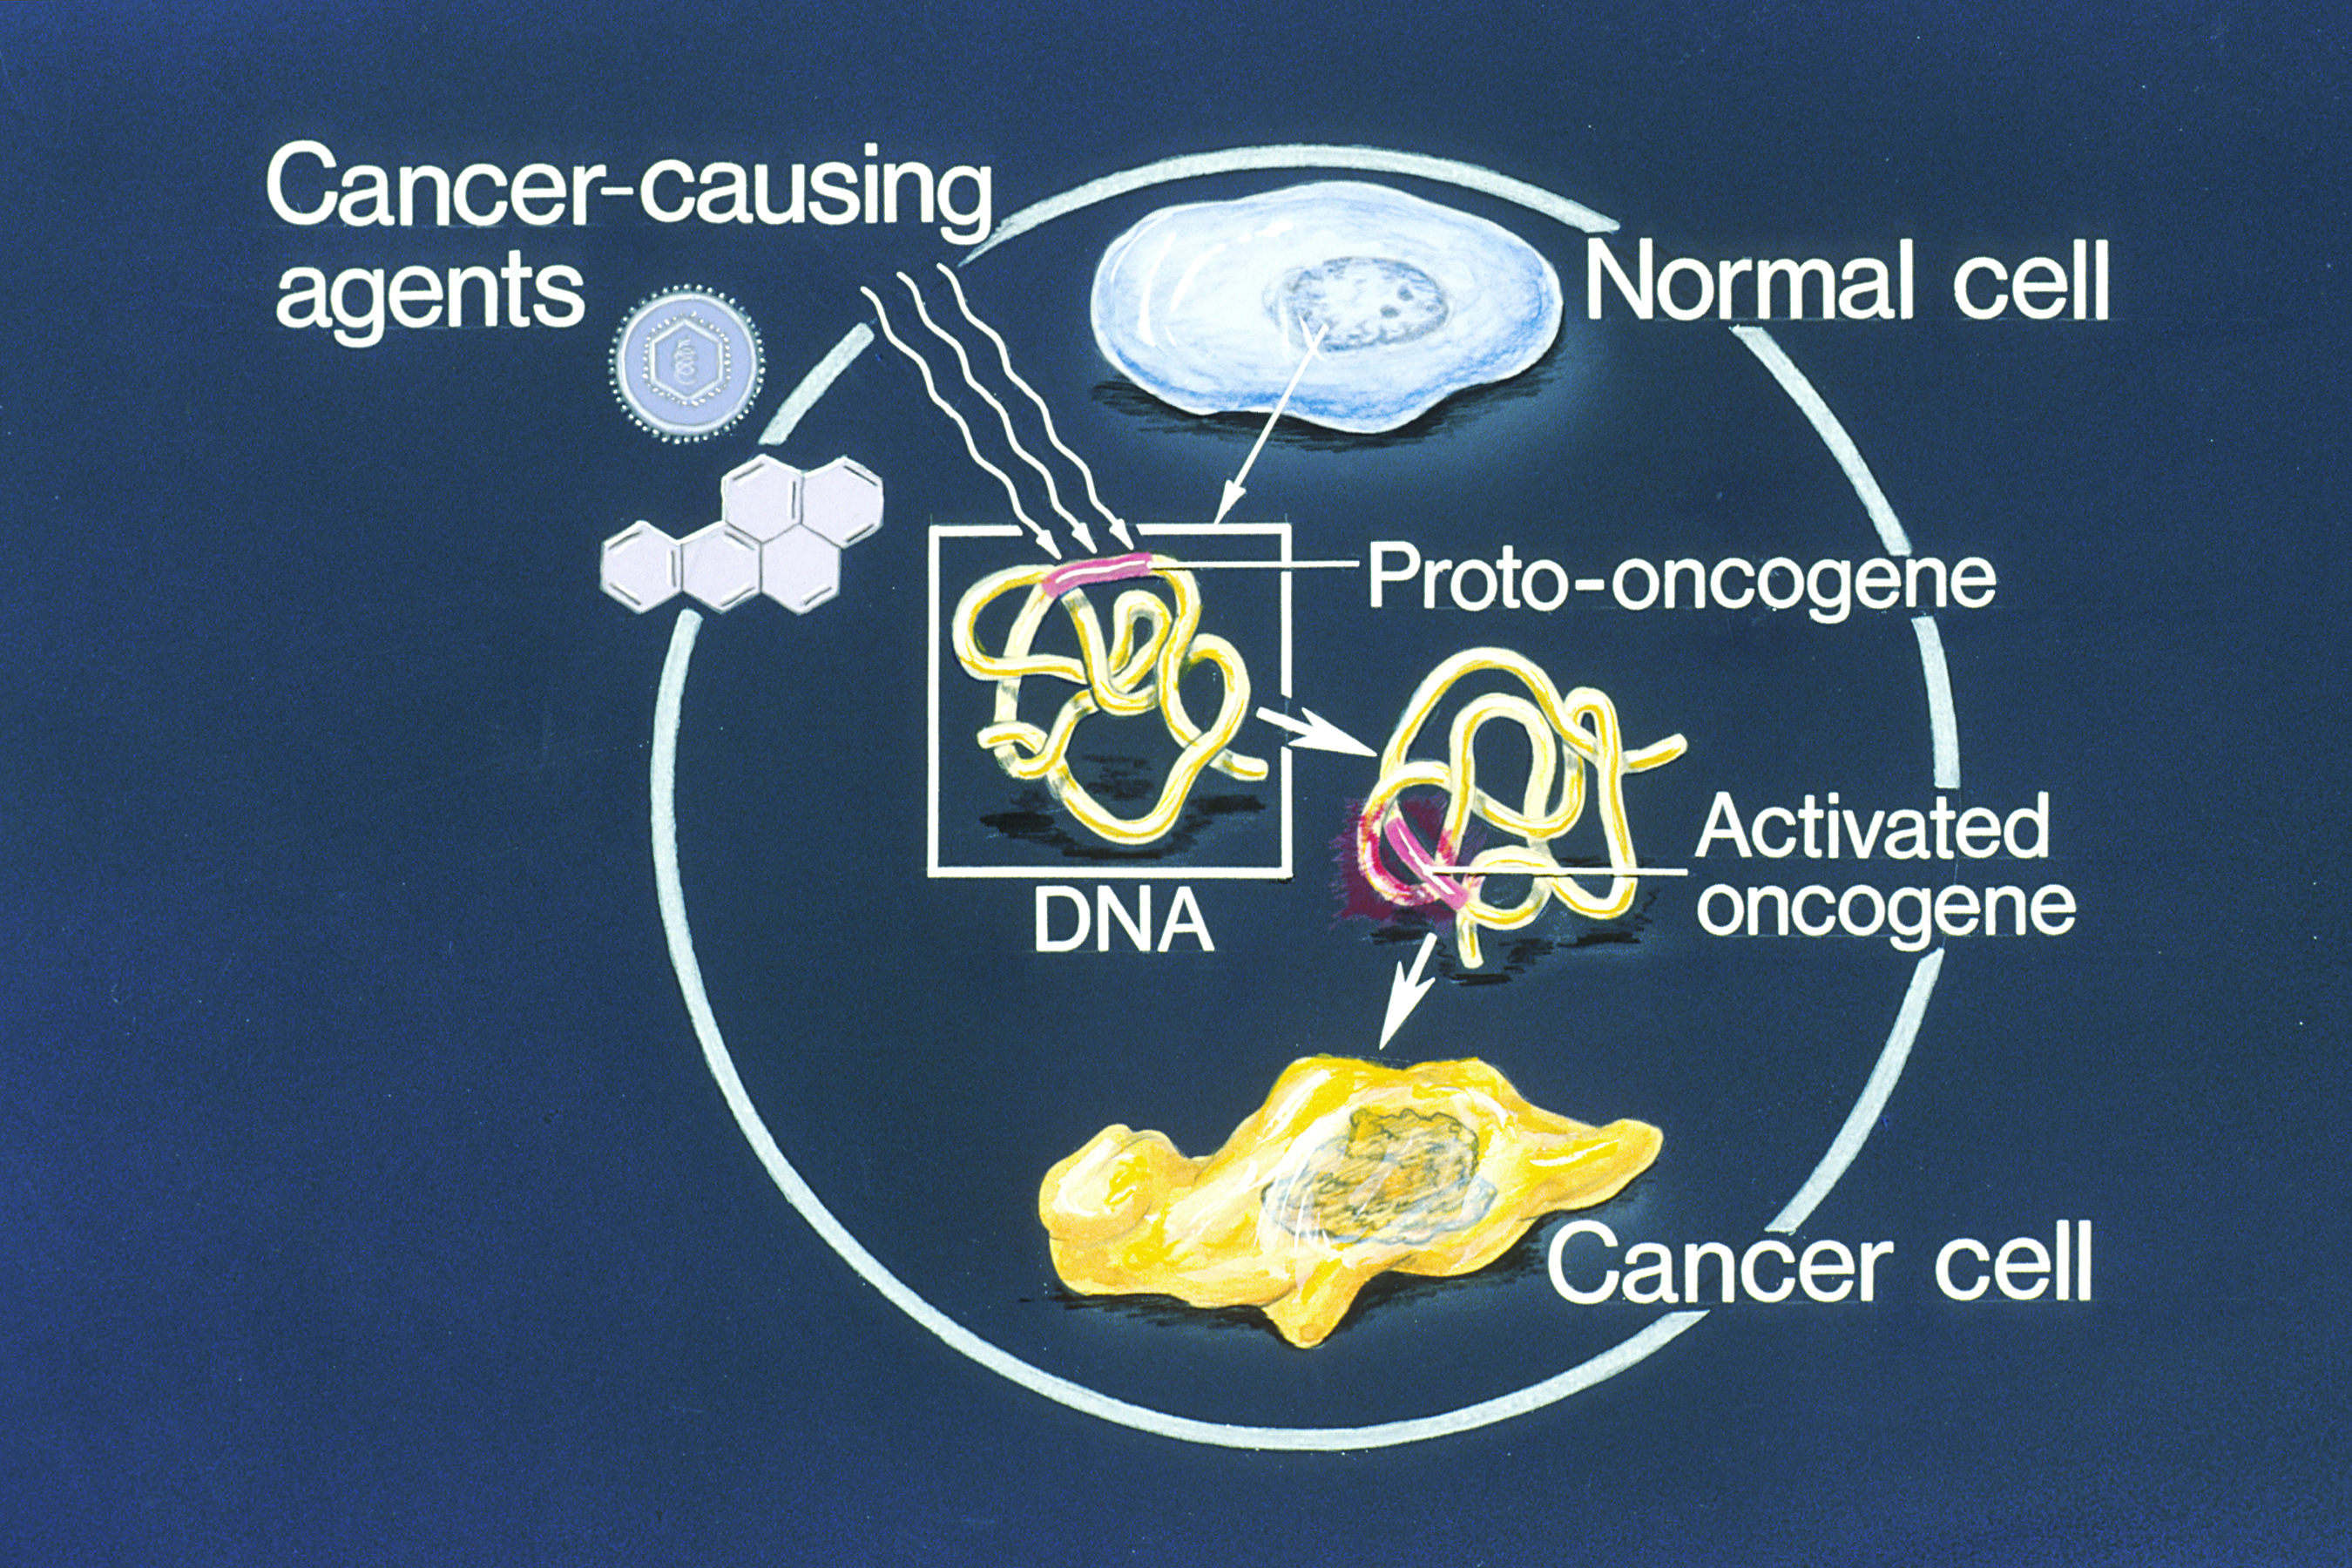 Cancer-causing
agents
Normal cell
Proto-oncogene
DNA
Activated
oncogene
Cancer cell